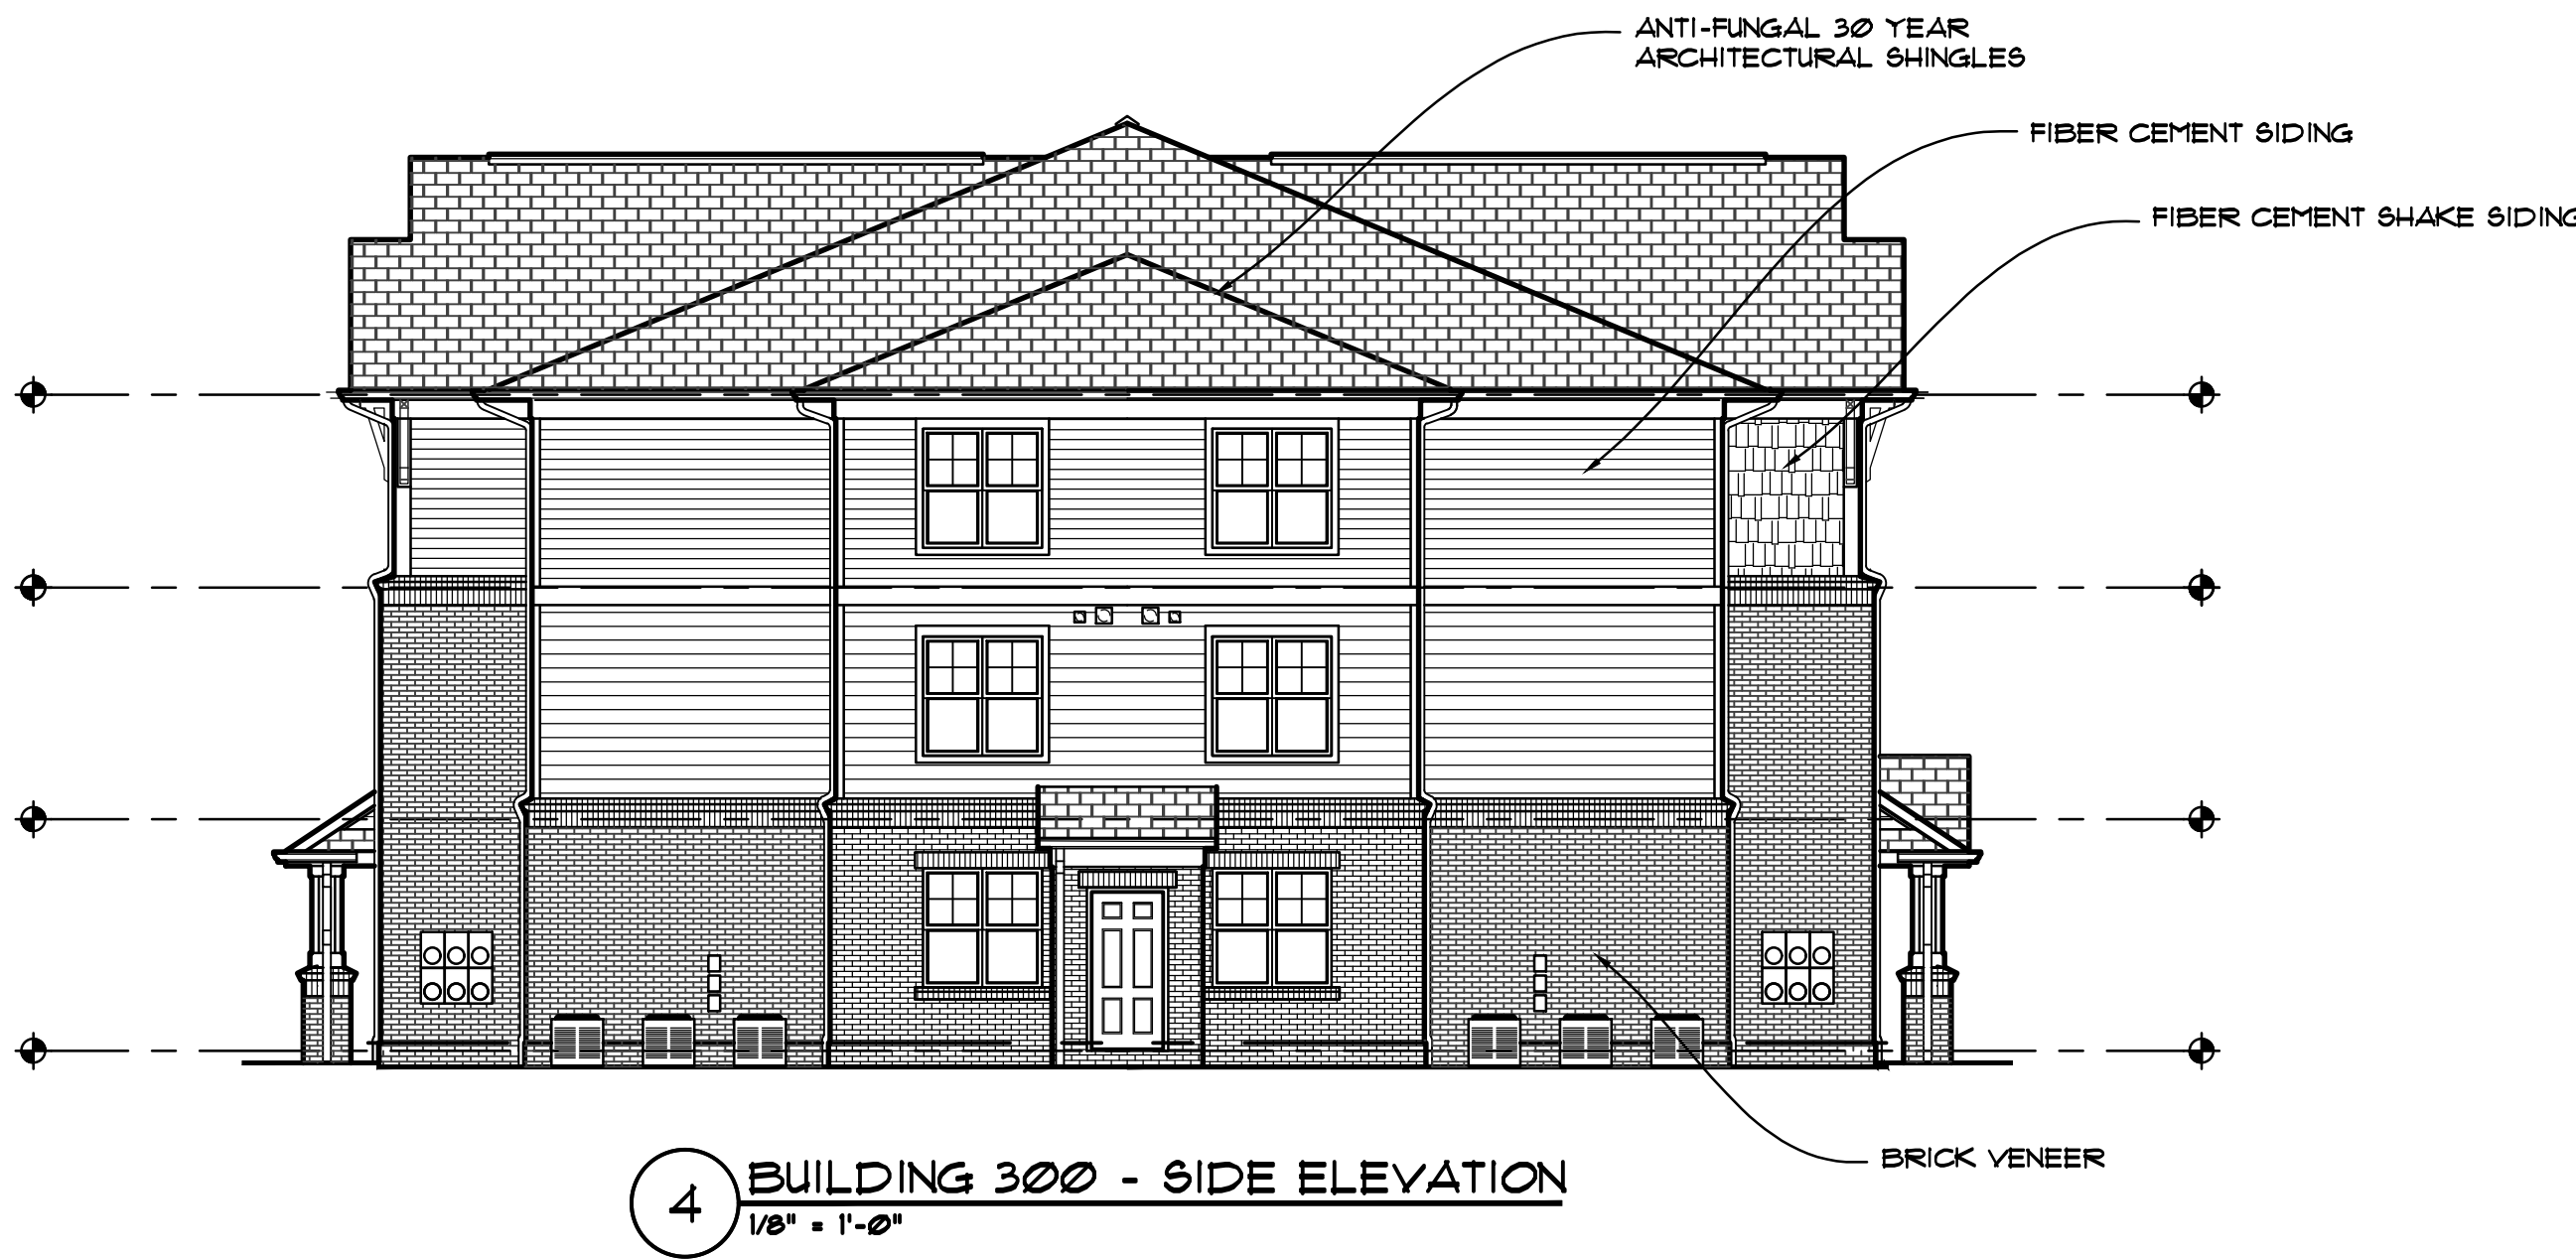 ANTI-FUNGAL 30 YEAR
ARCHITECTURAL SHINGLES
FIBER CEMENT SIDING
FIBER CEMENT SHAKE SIDING
BRICK VENEER
4
BUILDING 300 - SIDE ELEVATION
1/8" = 1'-0"